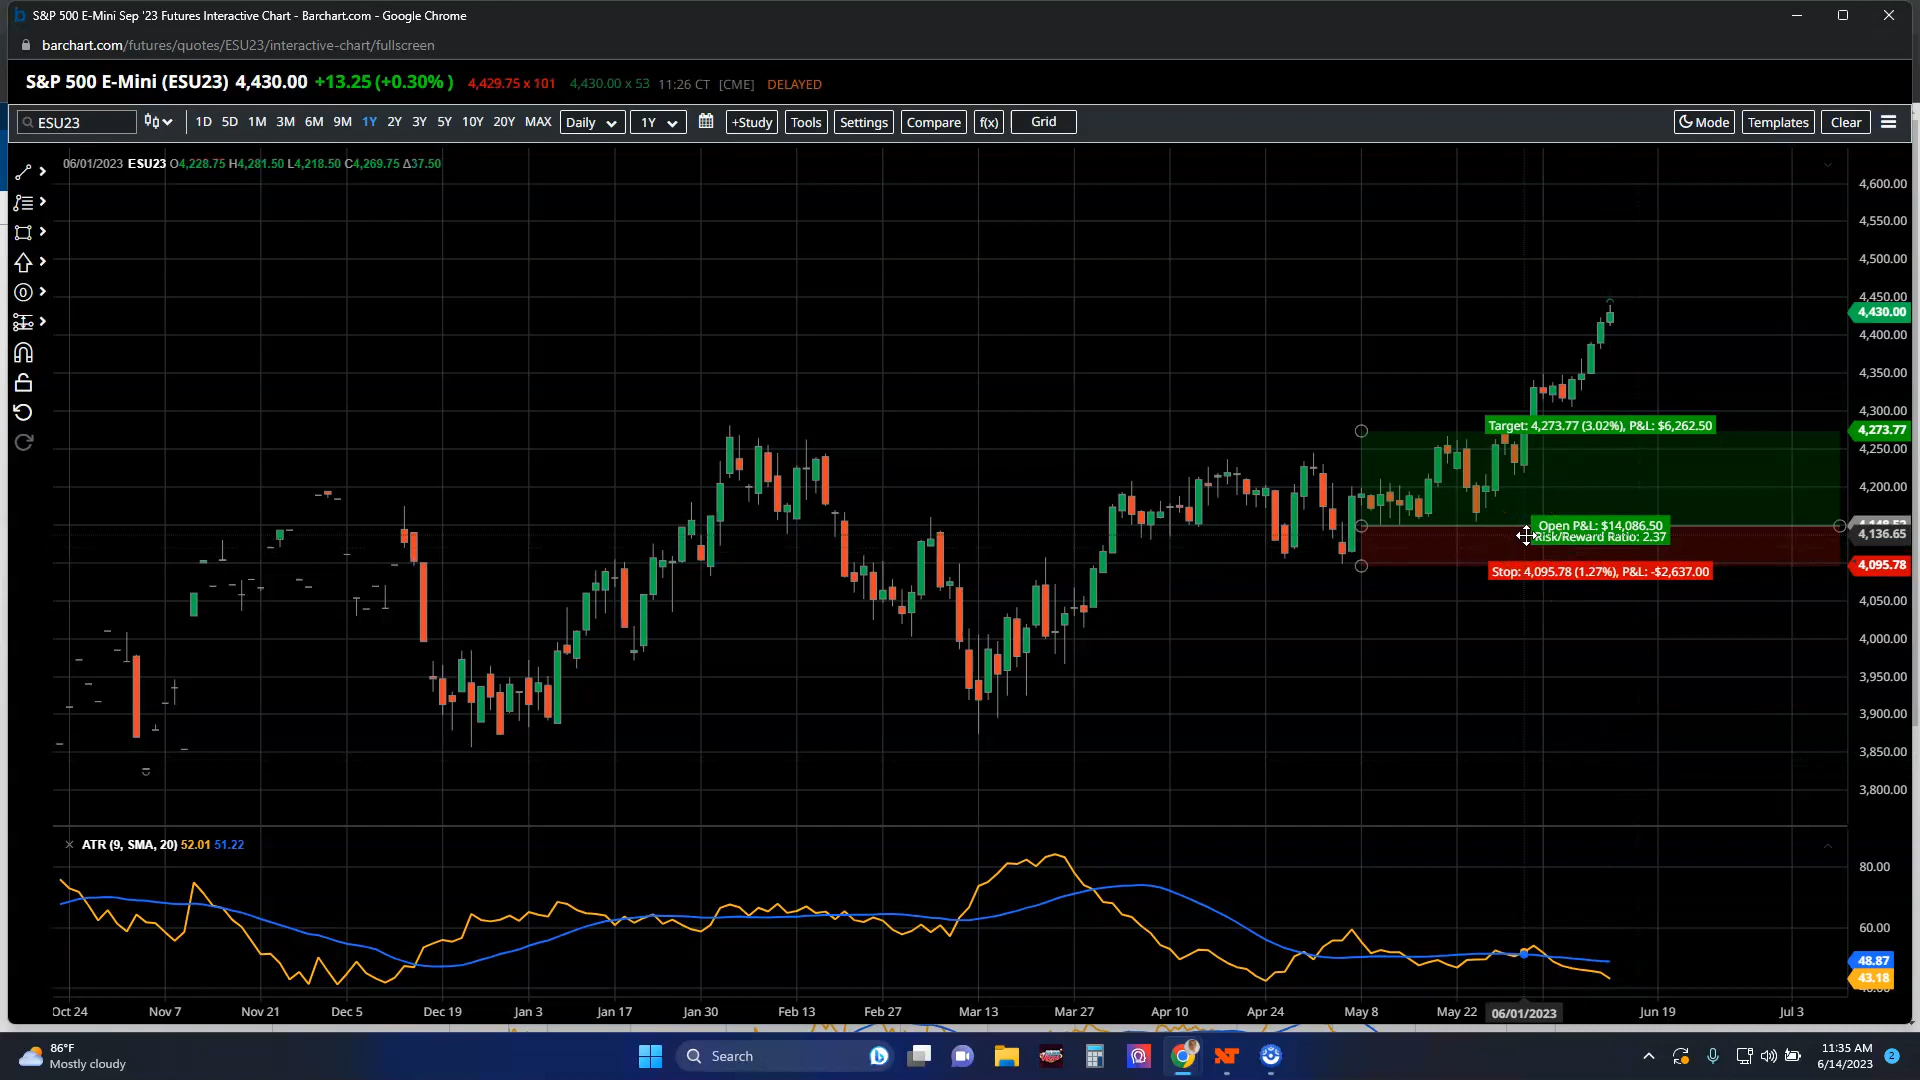 S&P 500 E-Mini Sep '23 Futures Interactive Chart - Barchart.com - Google Chrome
barchart.com/futures/quotes/ESU23/interactive-chart/fullscreen
S&P 500 E-Mini (ESU23) 4,430.00 +13.25 (+0.30%) 4,429.75 x 101 4,430.00 x 53 11:26 CT [CME] DELAYED
ESU23 1D 5D 1M 3M 6M 9M 1Y 2Y 3Y 5Y 10Y 20Y MAX Daily 1Y +Study Tools Settings Compare f(x) Grid Mode Templates Clear
06/01/2023 ESU23 O4,228.75 H4,281.50 L4,218.50 C4,269.75 Δ37.50
4,600.00
4,550.00
4,500.00
4,450.00
4,430.00
4,400.00
4,350.00
4,300.00
Target: 4,273.77 (3.02%), P&L: $6,262.50
4,273.77
4,250.00
4,200.00
Open P&L: $14,086.50
Risk/Reward Ratio: 2.37
4,136.65
Stop: 4,095.78 (1.27%), P&L: -$2,637.00
4,095.78
4,050.00
4,000.00
3,950.00
3,900.00
3,850.00
3,800.00
ATR (9, SMA, 20) 52.01 51.22
80.00
60.00
48.87
43.18
Oct 24 Nov 7 Nov 21 Dec 5 Dec 19 Jan 3 Jan 17 Jan 30 Feb 13 Feb 27 Mar 13 Mar 27 Apr 10 Apr 24 May 8 May 22 06/01/2023 Jun 19 Jul 3
86°F
Mostly cloudy
Search
11:35 AM
6/14/2023
2